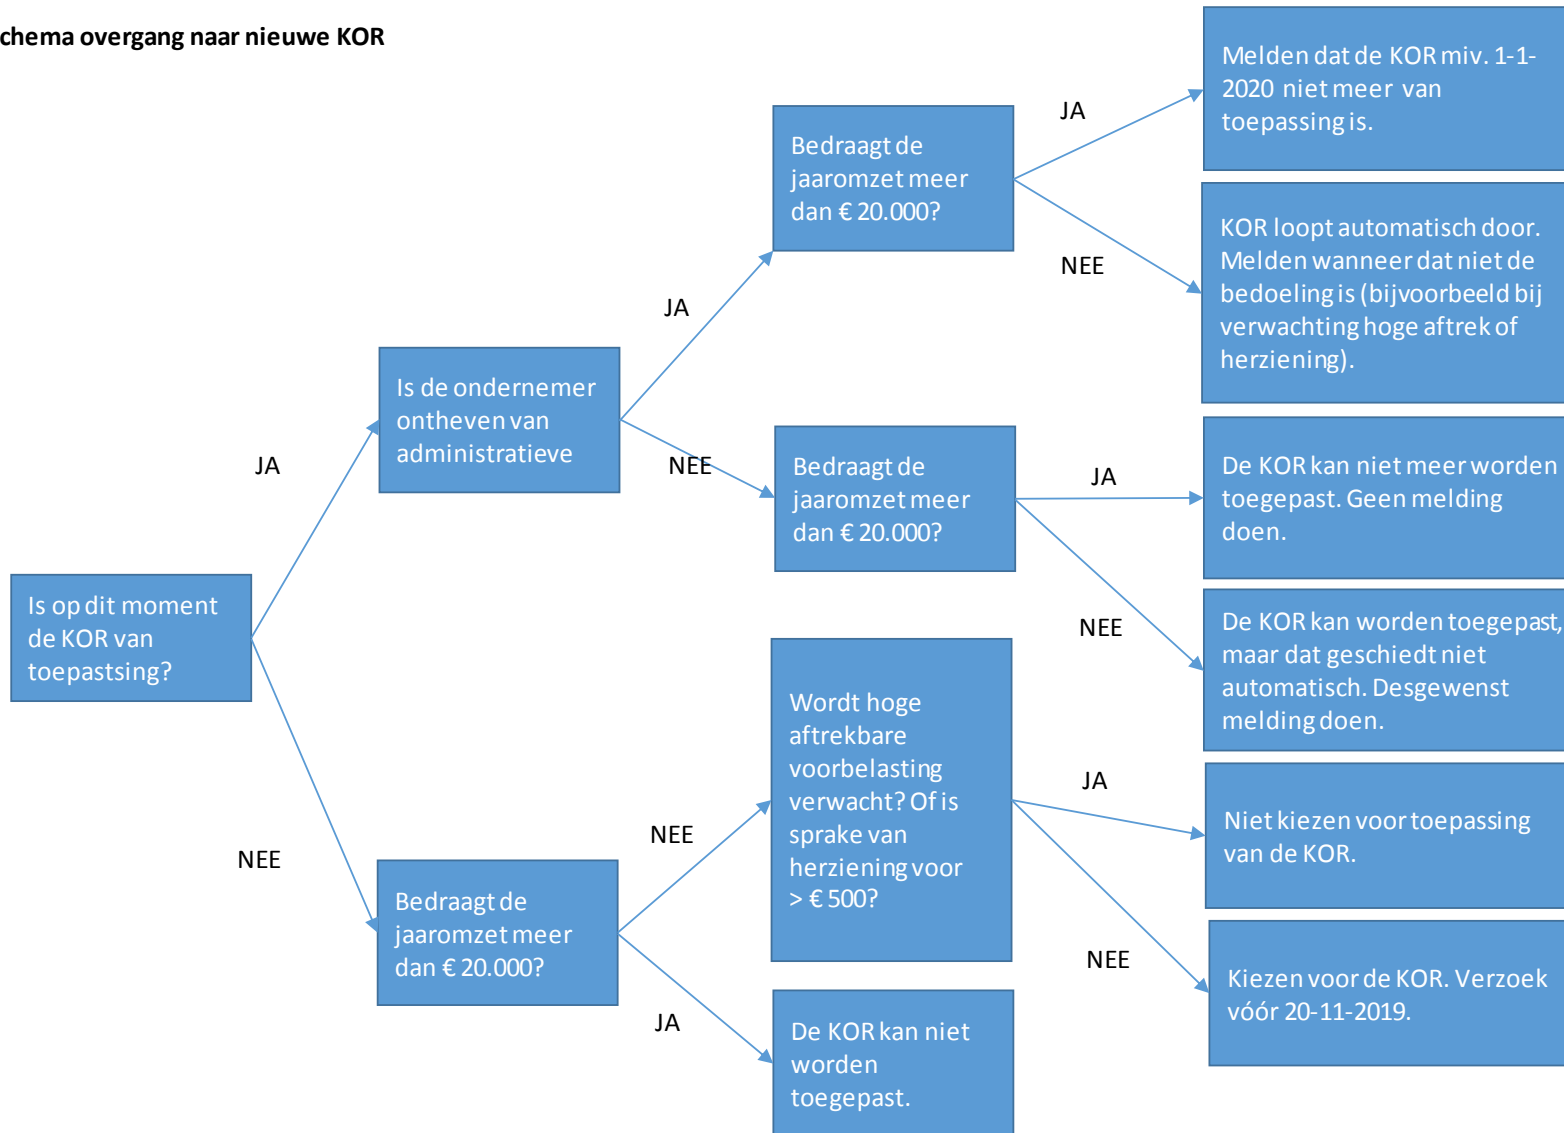 chema overgang naar nieuwe KOR
Is op dit moment
de KOR van
toepastsing?
JA
NEE
Is de ondernemer
ontheven van
administratieve
JA
NEE
Bedraagt de
jaaromzet meer
dan € 20.000?
JA
NEE
Melden dat de KOR miv. 1-1-
2020 niet meer van
toepassing is.
KOR loopt automatisch door.
Melden wanneer dat niet de
bedoeling is (bijvoorbeeld bij
verwachting hoge aftrek of
herziening).
Bedraagt de
jaaromzet meer
dan € 20.000?
JA
NEE
De KOR kan niet meer worden
toegepast. Geen melding
doen.
De KOR kan worden toegepast,
maar dat geschiedt niet
automatisch. Desgewenst
melding doen.
Bedraagt de
jaaromzet meer
dan € 20.000?
NEE
JA
Wordt hoge
aftrekbare
voorbelasting
verwacht? Of is
sprake van
herziening voor
> € 500?
JA
NEE
Niet kiezen voor toepassing
van de KOR.
Kiezen voor de KOR. Verzoek
vóór 20-11-2019.
De KOR kan niet
worden
toegepast.